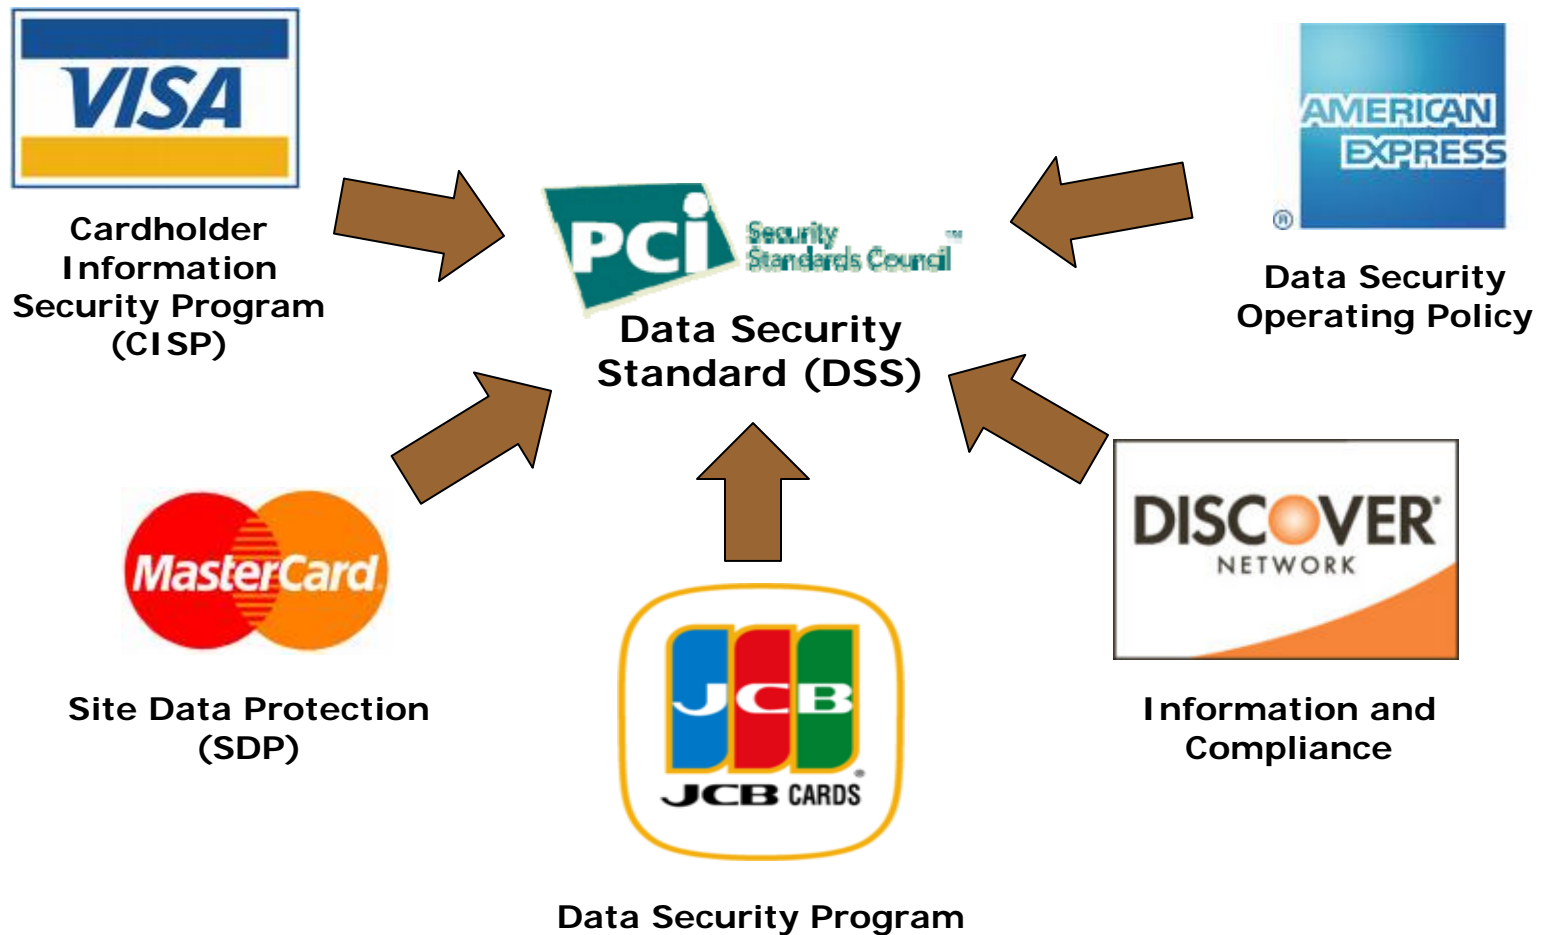 VISA
Cardholder
Information
Security Program
(CISP)
AMERICAN
EXPRESS
®
Data Security
Operating Policy
PCi
Security ™
Standards Council
Data Security
Standard (DSS)
MasterCard
Site Data Protection
(SDP)
JCB
®
JCB CARDS
Data Security Program
DISCOVER®
NETWORK
Information and
Compliance